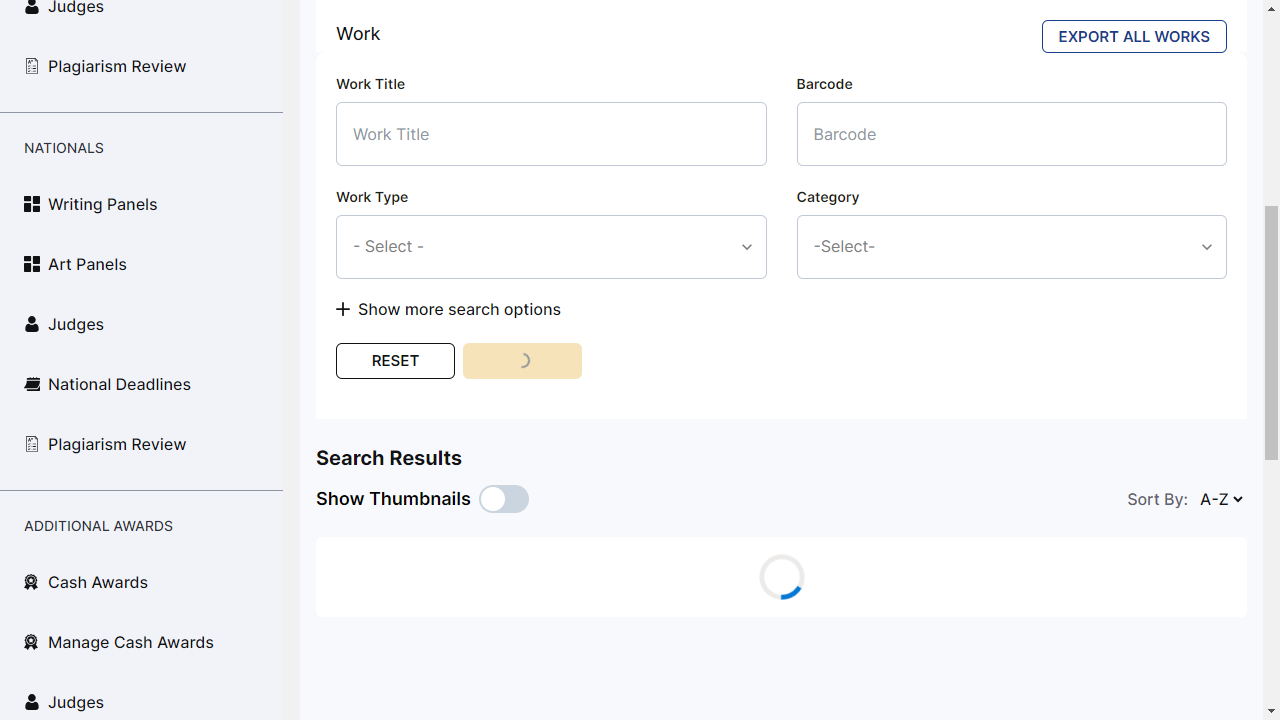 Judges
Plagiarism Review
NATIONALS
Writing Panels
Art Panels
Judges
National Deadlines
Plagiarism Review
ADDITIONAL AWARDS
Cash Awards
Manage Cash Awards
Judges
Work
EXPORT ALL WORKS
Work Title
Barcode
Work Title
Barcode
Work Type
Category
- Select -
-Select-
Show more search options
RESET
Search Results
Show Thumbnails
Sort By: A-Z